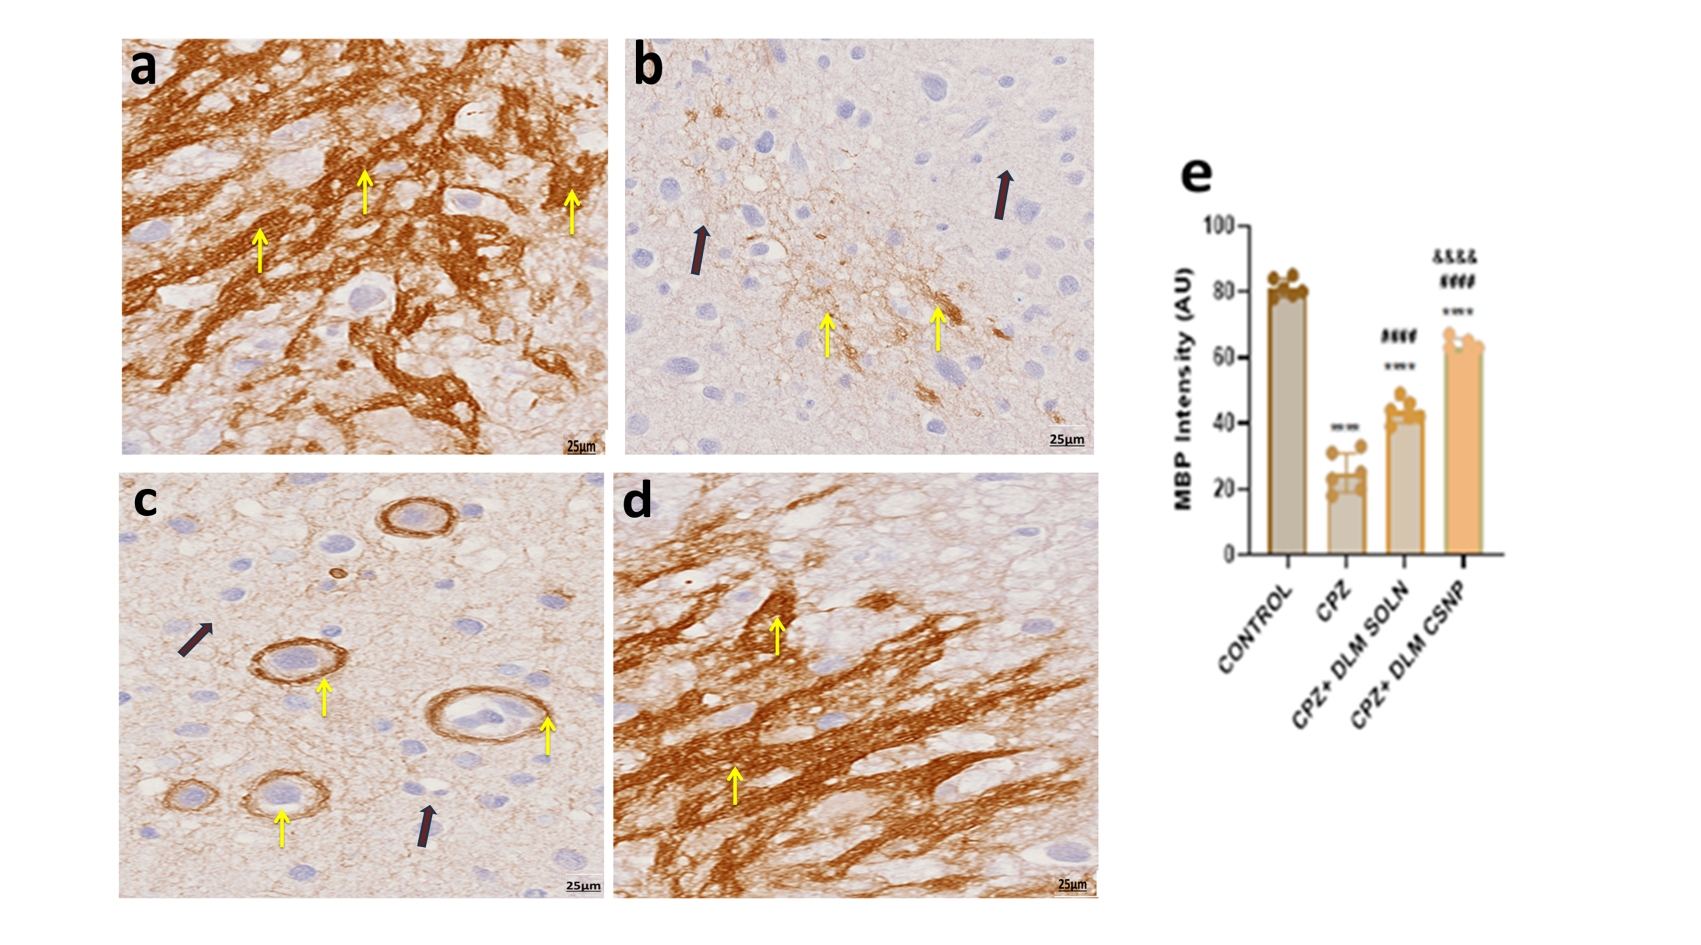 a
b
25μm
25μm
c
d
25μm
25μm
e
MBP Intensity (AU)
100
80
60
40
20
0
****
####
****
&&&&
####
****
CONTROL
CPZ
CPZ+ DLM SOLN
CPZ+ DLM CSNP